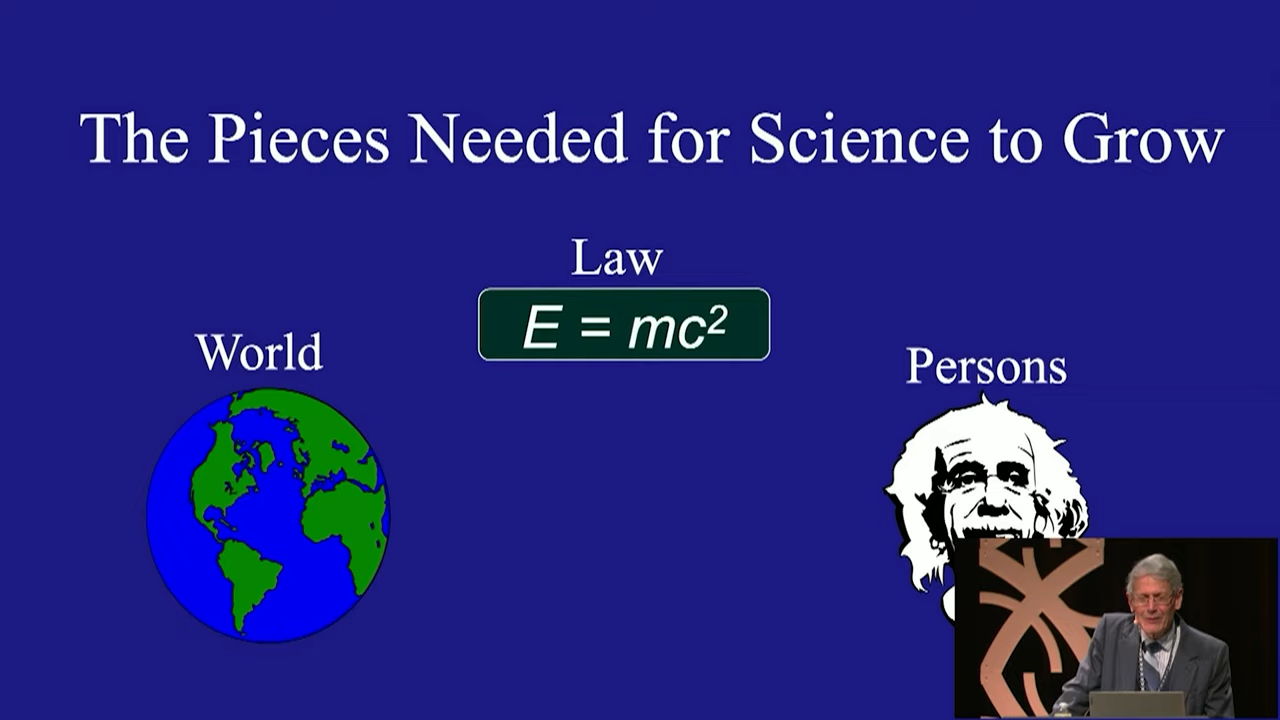 The Pieces Needed for Science to Grow
Law
E = mc²
World
Persons